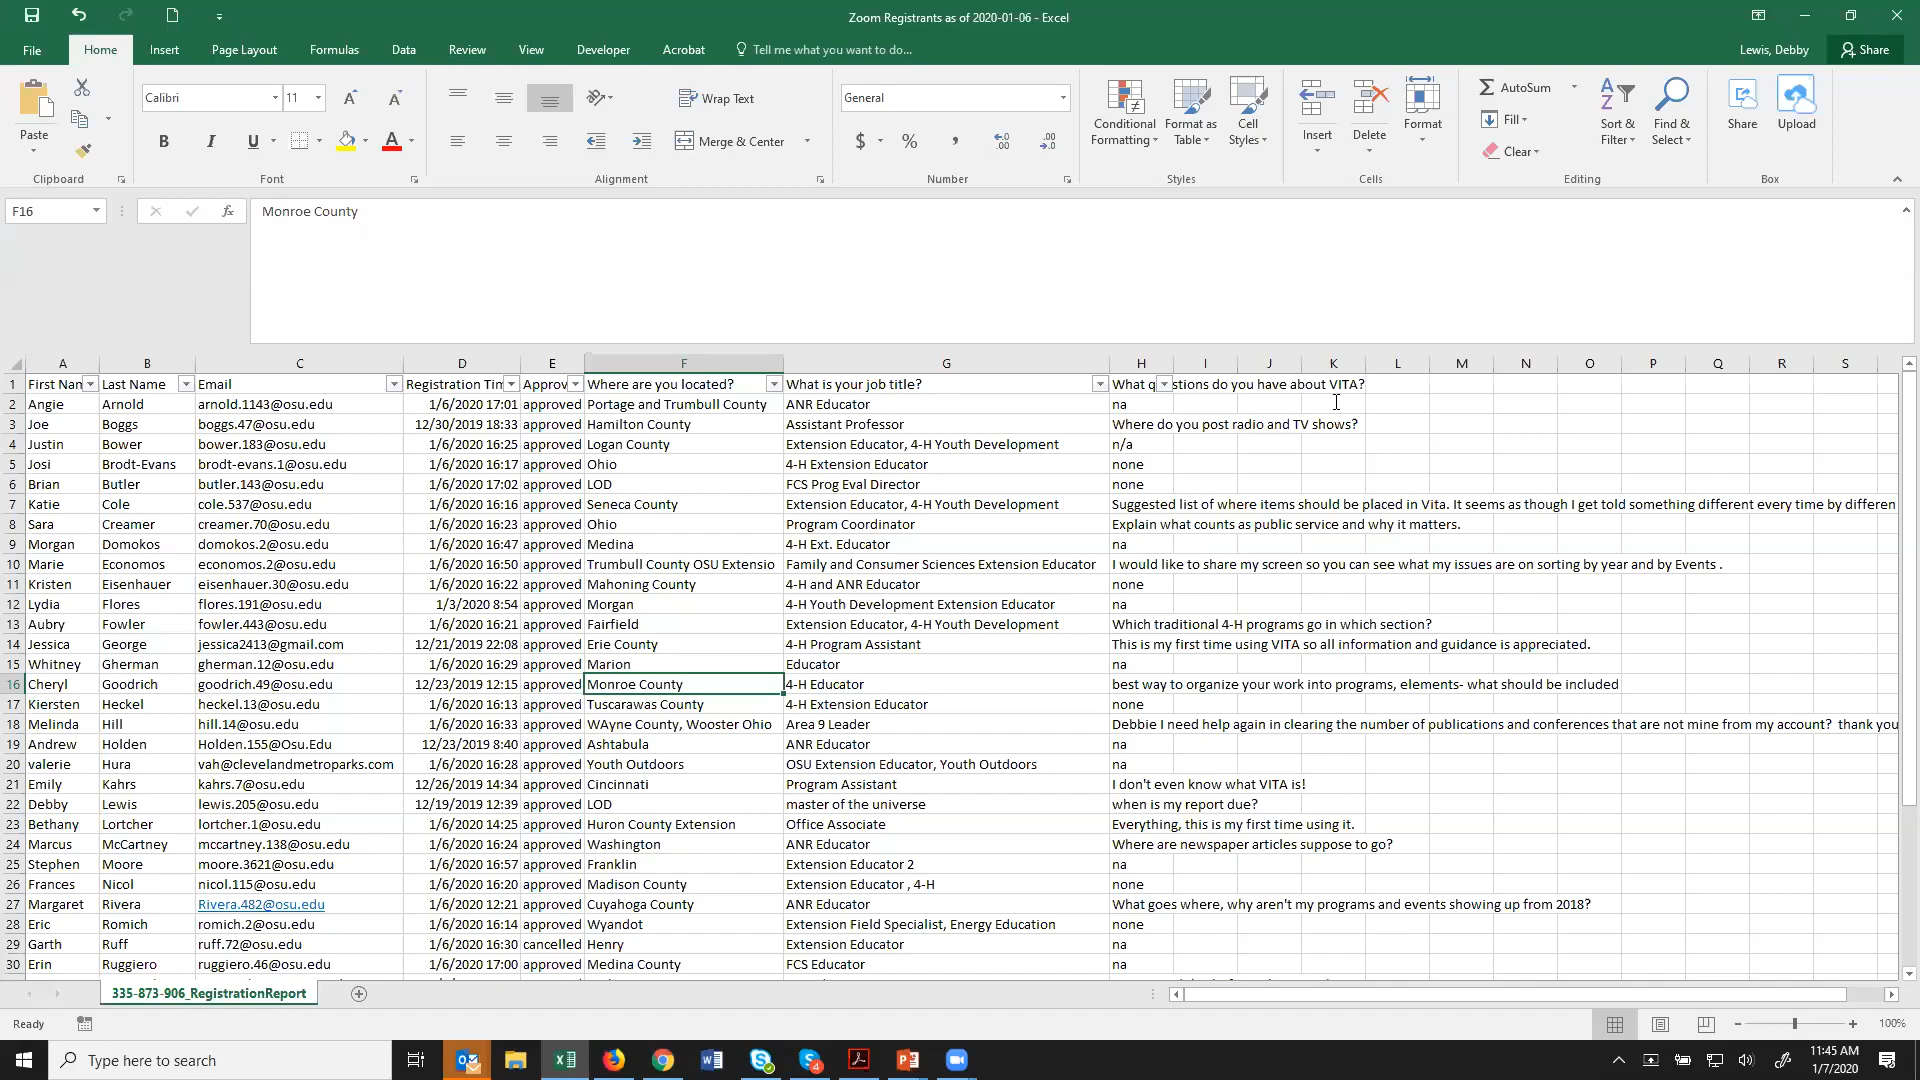 Zoom Registrants as of 2020-01-06 - Excel
File Home Insert Page Layout Formulas Data Review View Developer Acrobat Tell me what you want to do... Lewis, Debby Share
Calibri 11 Wrap Text General AutoSum
Paste B I U Merge & Center $ % , Conditional Formatting Format as Table Cell Styles Insert Delete Format Fill Clear Sort & Filter Find & Select Share Upload
Clipboard Font Alignment Number Styles Cells Editing Box
F16 fx Monroe County
A B C D E F G H I J K L M N O P Q R S
1 First Nan Last Name Email Registration Tin Approv Where are you located? What is your job title? What q stions do you have about VITA?
2 Angie Arnold arnold.1143@osu.edu 1/6/2020 17:01 approved Portage and Trumbull County ANR Educator na
3 Joe Boggs boggs.47@osu.edu 12/30/2019 18:33 approved Hamilton County Assistant Professor Where do you post radio and TV shows?
4 Justin Bower bower.183@osu.edu 1/6/2020 16:25 approved Logan County Extension Educator, 4-H Youth Development n/a
5 Josi Brodt-Evans brodt-evans.1@osu.edu 1/6/2020 16:17 approved Ohio 4-H Extension Educator none
6 Brian Butler butler.143@osu.edu 1/6/2020 17:02 approved LOD FCS Prog Eval Director none
7 Katie Cole cole.537@osu.edu 1/6/2020 16:16 approved Seneca County Extension Educator, 4-H Youth Development Suggested list of where items should be placed in Vita. It seems as though I get told something different every time by differen
8 Sara Creamer creamer.70@osu.edu 1/6/2020 16:23 approved Ohio Program Coordinator Explain what counts as public service and why it matters.
9 Morgan Domokos domokos.2@osu.edu 1/6/2020 16:47 approved Medina 4-H Ext. Educator na
10 Marie Economos economos.2@osu.edu 1/6/2020 16:50 approved Trumbull County OSU Extensio Family and Consumer Sciences Extension Educator I would like to share my screen so you can see what my issues are on sorting by year and by Events .
11 Kristen Eisenhauer eisenhauer.30@osu.edu 1/6/2020 16:22 approved Mahoning County 4-H and ANR Educator none
12 Lydia Flores flores.191@osu.edu 1/3/2020 8:54 approved Morgan 4-H Youth Development Extension Educator na
13 Aubry Fowler fowler.443@osu.edu 1/6/2020 16:21 approved Fairfield Extension Educator, 4-H Youth Development Which traditional 4-H programs go in which section?
14 Jessica George jessica2413@gmail.com 12/21/2019 22:08 approved Erie County 4-H Program Assistant This is my first time using VITA so all information and guidance is appreciated.
15 Whitney Gherman gherman.12@osu.edu 1/6/2020 16:29 approved Marion Educator na
16 Cheryl Goodrich goodrich.49@osu.edu 12/23/2019 12:15 approved Monroe County 4-H Educator best way to organize your work into programs, elements- what should be included
17 Kiersten Heckel heckel.13@osu.edu 1/6/2020 16:13 approved Tuscarawas County 4-H Extension Educator none
18 Melinda Hill hill.14@osu.edu 1/6/2020 16:33 approved WAyne County, Wooster Ohio Area 9 Leader Debbie I need help again in clearing the number of publications and conferences that are not mine from my account? thank you
19 Andrew Holden Holden.155@Osu.Edu 12/23/2019 8:40 approved Ashtabula ANR Educator na
20 valerie Hura vah@clevelandmetroparks.com 1/6/2020 16:28 approved Youth Outdoors OSU Extension Educator, Youth Outdoors na
21 Emily Kahrs kahrs.7@osu.edu 12/26/2019 14:34 approved Cincinnati Program Assistant I don't even know what VITA is!
22 Debby Lewis lewis.205@osu.edu 12/19/2019 12:39 approved LOD master of the universe when is my report due?
23 Bethany Lortcher lortcher.1@osu.edu 1/6/2020 14:25 approved Huron County Extension Office Associate Everything, this is my first time using it.
24 Marcus McCartney mccartney.138@osu.edu 1/6/2020 16:24 approved Washington ANR Educator Where are newspaper articles suppose to go?
25 Stephen Moore moore.3621@osu.edu 1/6/2020 16:57 approved Franklin Extension Educator 2 na
26 Frances Nicol nicol.115@osu.edu 1/6/2020 16:20 approved Madison County Extension Educator , 4-H none
27 Margaret Rivera Rivera.482@osu.edu 1/6/2020 12:21 approved Cuyahoga County ANR Educator What goes where, why aren't my programs and events showing up from 2018?
28 Eric Romich romich.2@osu.edu 1/6/2020 16:14 approved Wyandot Extension Field Specialist, Energy Education none
29 Garth Ruff ruff.72@osu.edu 1/6/2020 16:30 cancelled Henry Extension Educator na
30 Erin Ruggiero ruggiero.46@osu.edu 1/6/2020 17:00 approved Medina County FCS Educator na
335-873-906_RegistrationReport
Ready 100%
Type here to search 11:45 AM
1/7/2020